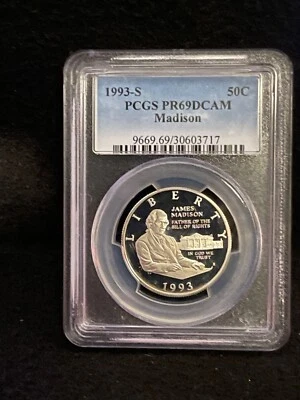 1993-S 50C
PCGS PR69DCAM
Madison
9669.69/30603717
LIBERTY
JAMES
MADISON
FATHER OF THE
BILL OF RIGHTS
IN GOD WE
TRUST
1993